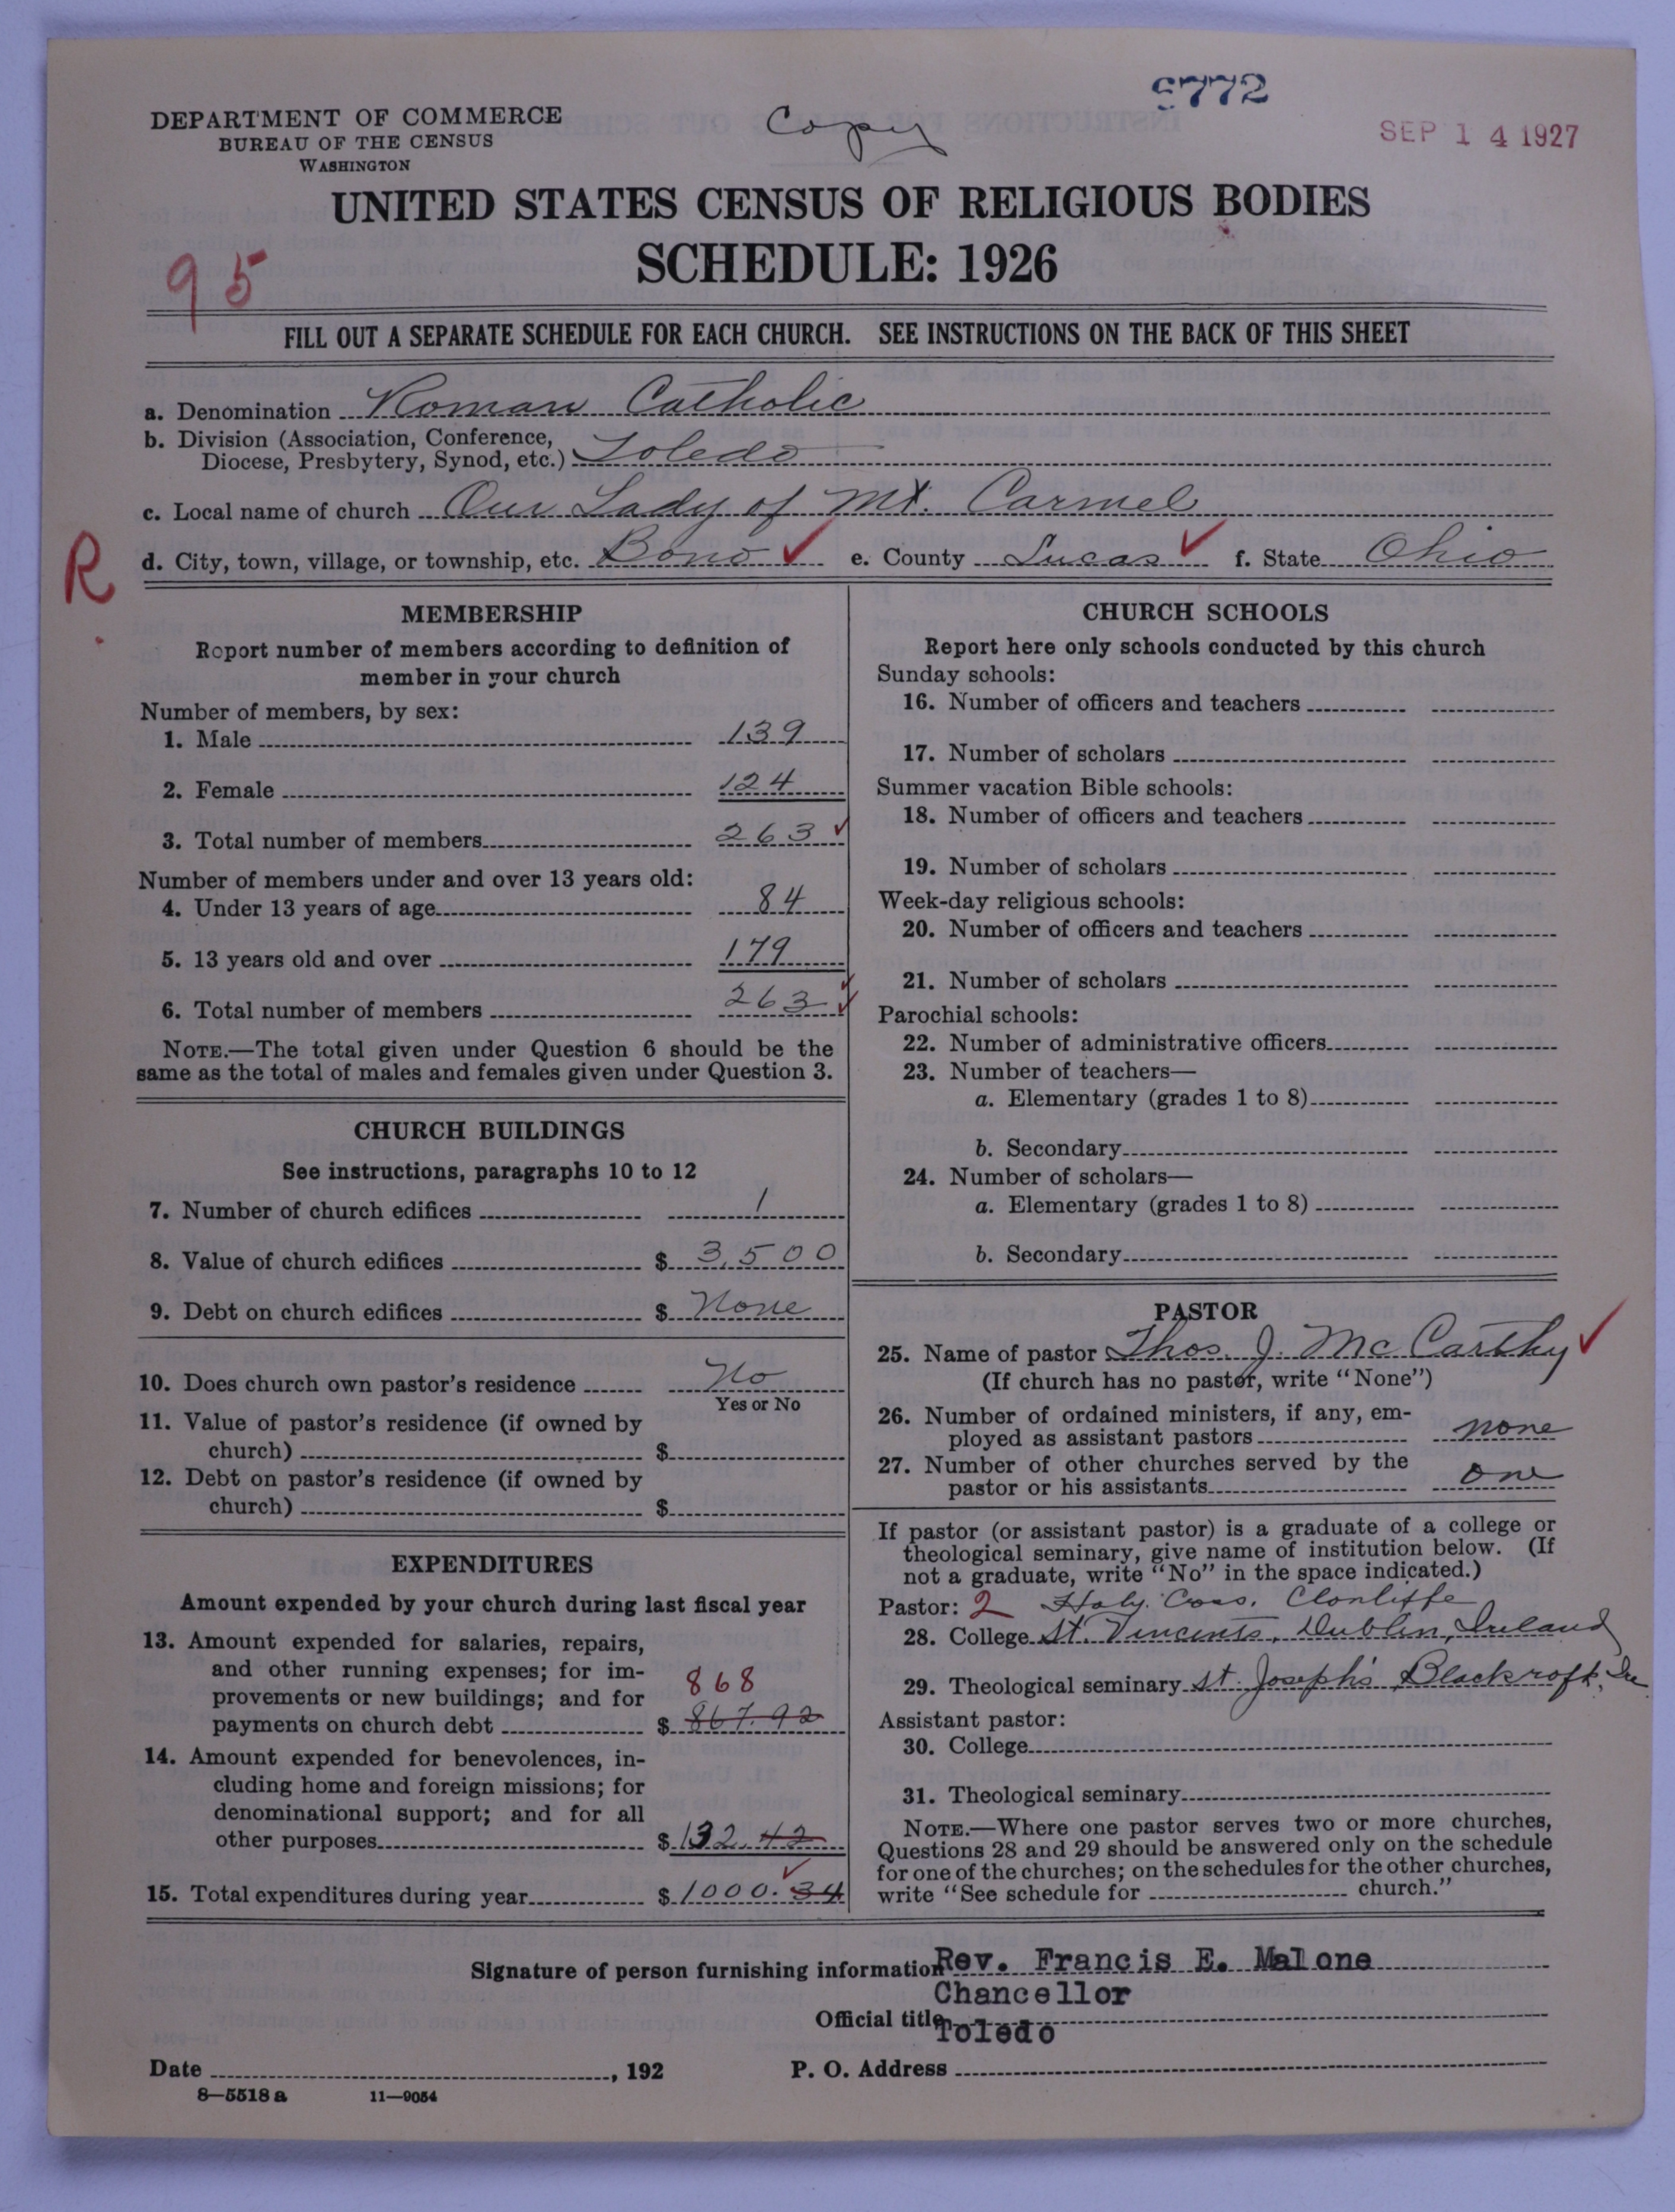 DEPARTMENT OF COMMERCE
BUREAU OF THE CENSUS
WASHINGTON
Copy
9772
SEP 14 1927
UNITED STATES CENSUS OF RELIGIOUS BODIES
SCHEDULE: 1926
95
FILL OUT A SEPARATE SCHEDULE FOR EACH CHURCH. SEE INSTRUCTIONS ON THE BACK OF THIS SHEET
a. Denomination Roman Catholic
b. Division (Association, Conference,
Diocese, Presbytery, Synod, etc.) Toledo
c. Local name of church Our Lady of Mt. Carmel
R.
d. City, town, village, or township, etc. Bono ✓ e. County Lucas ✓ f. State Ohio
MEMBERSHIP
Report number of members according to definition of
member in your church
Number of members, by sex:
1. Male 139
2. Female 124
3. Total number of members 263 ✓
Number of members under and over 13 years old:
4. Under 13 years of age 84
5. 13 years old and over 179
6. Total number of members 263 ✓
NOTE.—The total given under Question 6 should be the
same as the total of males and females given under Question 3.
CHURCH BUILDINGS
See instructions, paragraphs 10 to 12
7. Number of church edifices 1
8. Value of church edifices $ 3,500
9. Debt on church edifices $ None
10. Does church own pastor's residence No
Yes or No
11. Value of pastor's residence (if owned by
church) $
12. Debt on pastor's residence (if owned by
church) $
EXPENDITURES
Amount expended by your church during last fiscal year
13. Amount expended for salaries, repairs,
and other running expenses; for im-
provements or new buildings; and for 868
payments on church debt $ 867.92
14. Amount expended for benevolences, in-
cluding home and foreign missions; for
denominational support; and for all
other purposes $ 132.42
15. Total expenditures during year $ 1000.34
CHURCH SCHOOLS
Report here only schools conducted by this church
Sunday schools:
16. Number of officers and teachers
17. Number of scholars
Summer vacation Bible schools:
18. Number of officers and teachers
19. Number of scholars
Week-day religious schools:
20. Number of officers and teachers
21. Number of scholars
Parochial schools:
22. Number of administrative officers
23. Number of teachers—
a. Elementary (grades 1 to 8)
b. Secondary
24. Number of scholars—
a. Elementary (grades 1 to 8)
b. Secondary
PASTOR
25. Name of pastor Thos. J. McCarthy ✓
(If church has no pastor, write "None")
26. Number of ordained ministers, if any, em-
ployed as assistant pastors none
27. Number of other churches served by the
pastor or his assistants one
If pastor (or assistant pastor) is a graduate of a college or
theological seminary, give name of institution below. (If
not a graduate, write "No" in the space indicated.)
Pastor: 2 Holy Coss, Clonliffe
28. College St. Vincents, Dublin, Ireland
29. Theological seminary St. Joseph's Blackroft, Ire
Assistant pastor:
30. College
31. Theological seminary
NOTE.—Where one pastor serves two or more churches,
Questions 28 and 29 should be answered only on the schedule
for one of the churches; on the schedules for the other churches,
write "See schedule for church."
Signature of person furnishing information Rev. Francis E. Malone
Chancellor
Official title
Toledo
Date , 192 P. O. Address
8—5518 a 11—9054